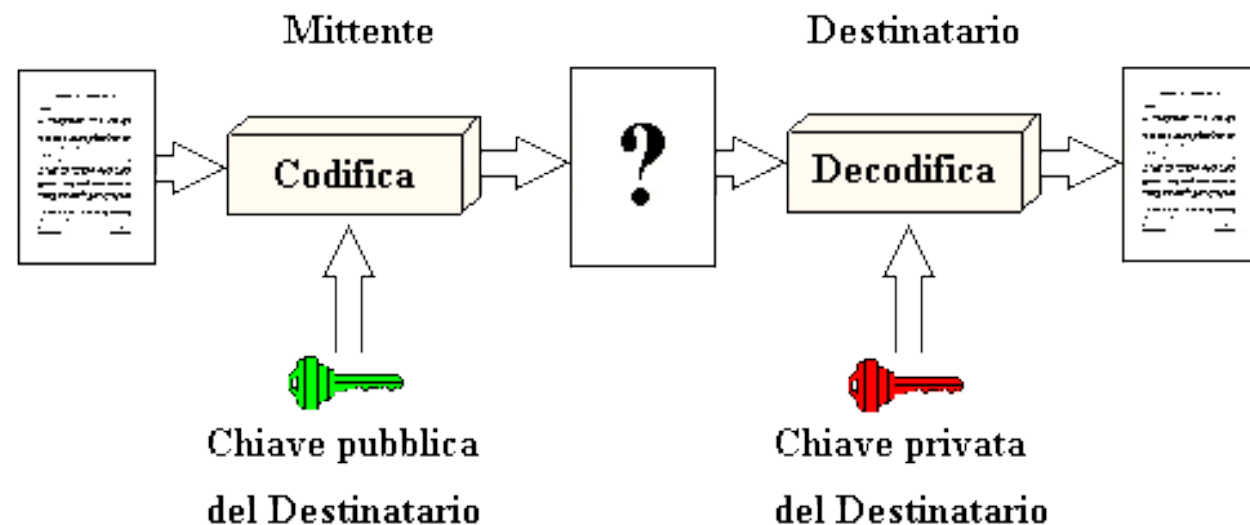 Mittente
Destinatario
Codifica
?
Decodifica
Chiave pubblica
del Destinatario
Chiave privata
del Destinatario